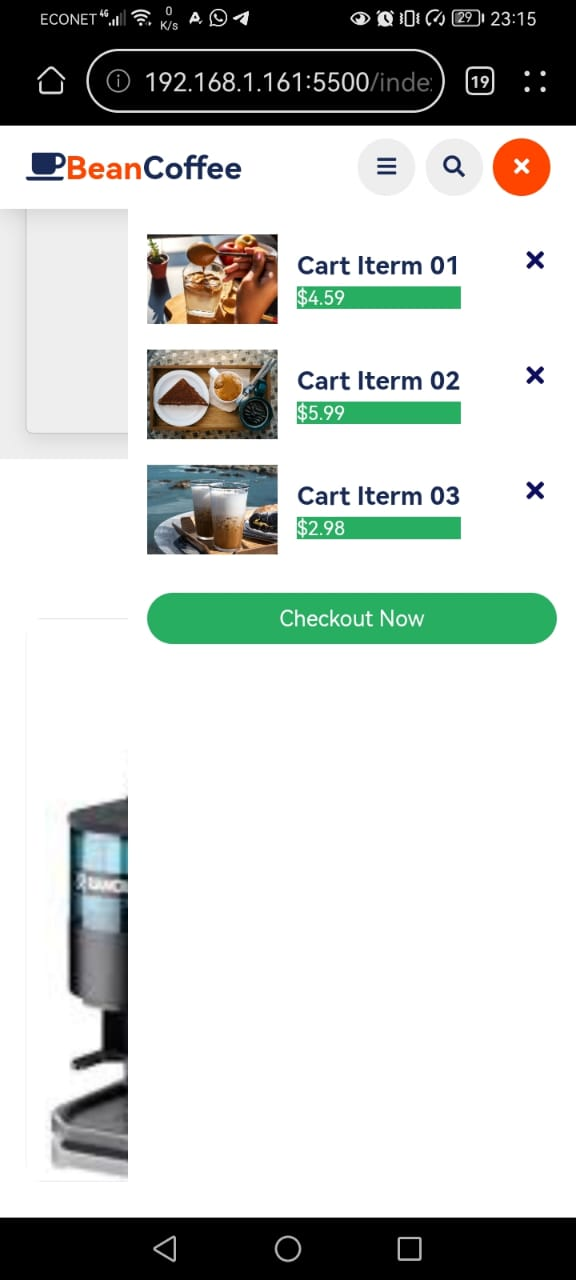 ECONET 4G 0 K/s 29 23:15
192.168.1.161:5500/inde
19
BeanCoffee
Cart Iterm 01
$4.59
Cart Iterm 02
$5.99
Cart Iterm 03
$2.98
Checkout Now